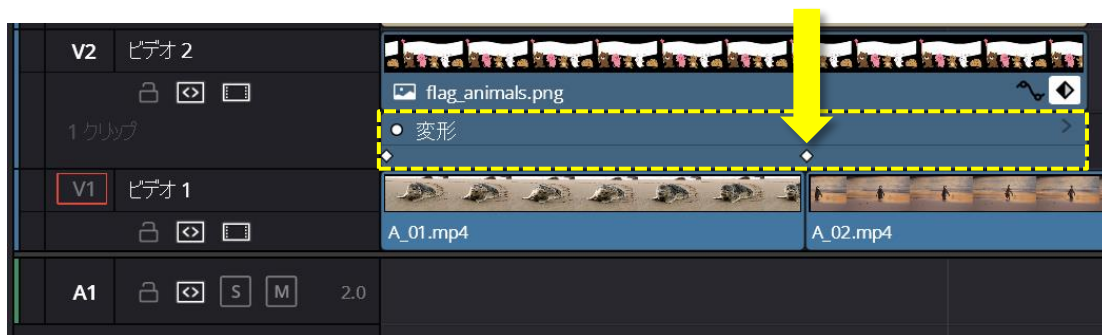 V2 ビデオ 2
flag_animals.png
1 クリップ
変形
V1 ビデオ 1
A_01.mp4
A_02.mp4
A1 S M 2.0